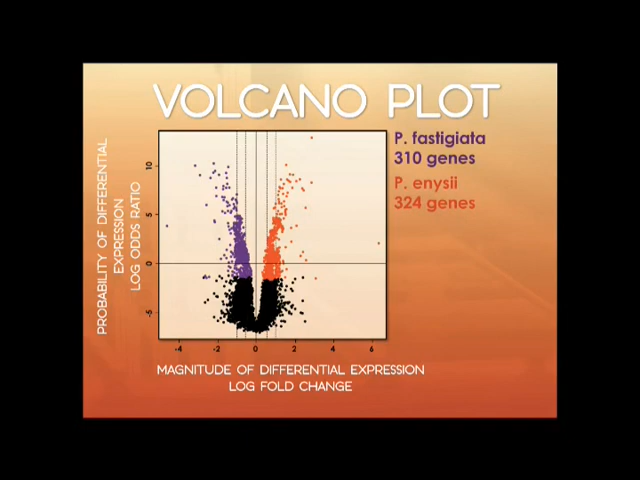 VOLCANO PLOT
P. fastigiata
310 genes
P. enysii
324 genes
PROBABILITY OF DIFFERENTIAL
EXPRESSION
LOG ODDS RATIO
10
5
0
-5
-4 -2 0 2 4 6
MAGNITUDE OF DIFFERENTIAL EXPRESSION
LOG FOLD CHANGE